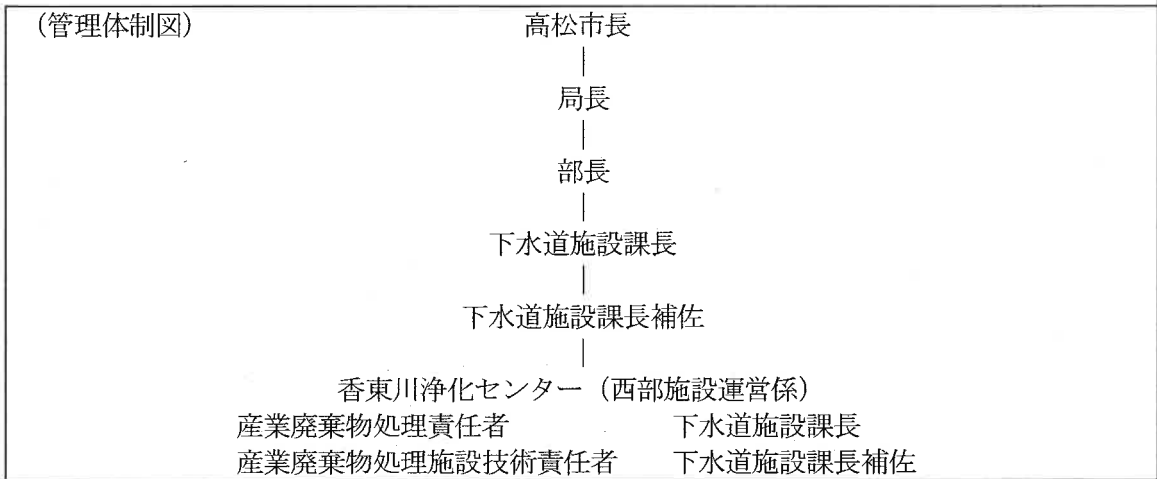 （管理体制図）
高松市長
局長
部長
下水道施設課長
下水道施設課長補佐
香東川浄化センター（西部施設運営係）
産業廃棄物処理責任者　下水道施設課長
産業廃棄物処理施設技術責任者　下水道施設課長補佐